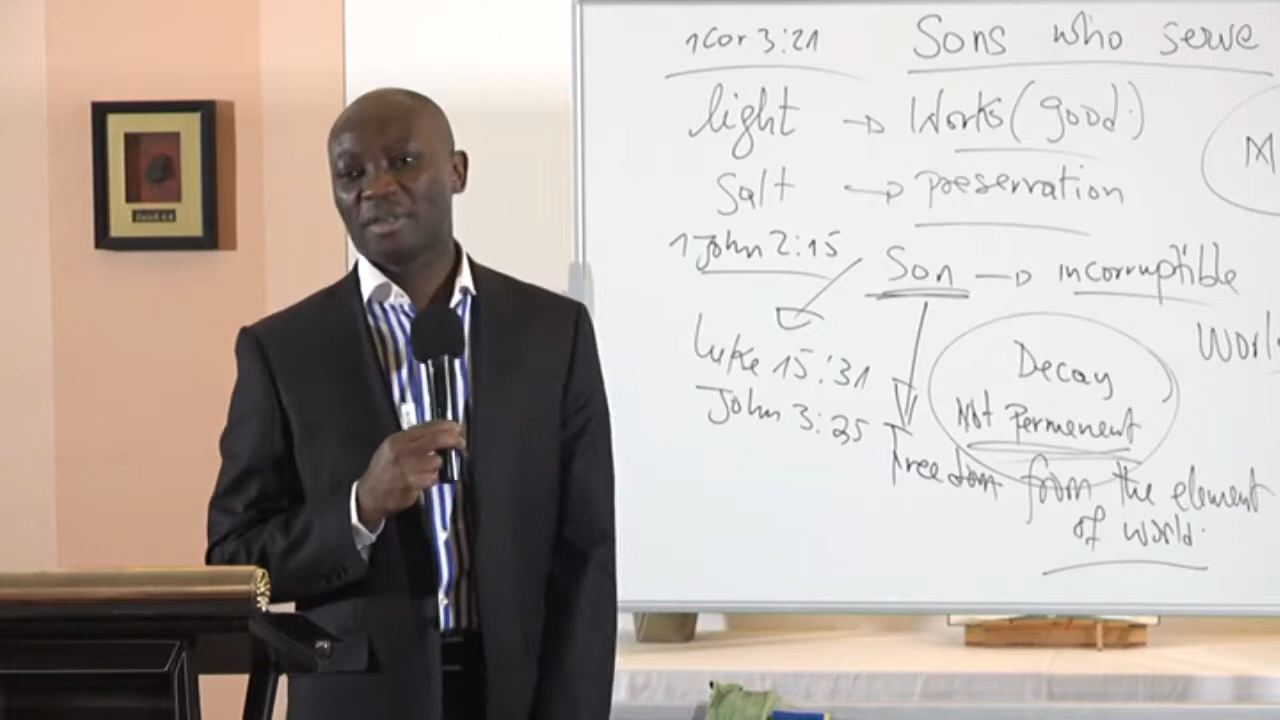 1Cor 3:21 Sons who serve
light → Works (good.)
M
Salt → preservation
1John 2:15 Son → incorruptible
Worl
Luke 15:31 Decay
John 3:35 Not Permenent
Freedom from the element
of world.